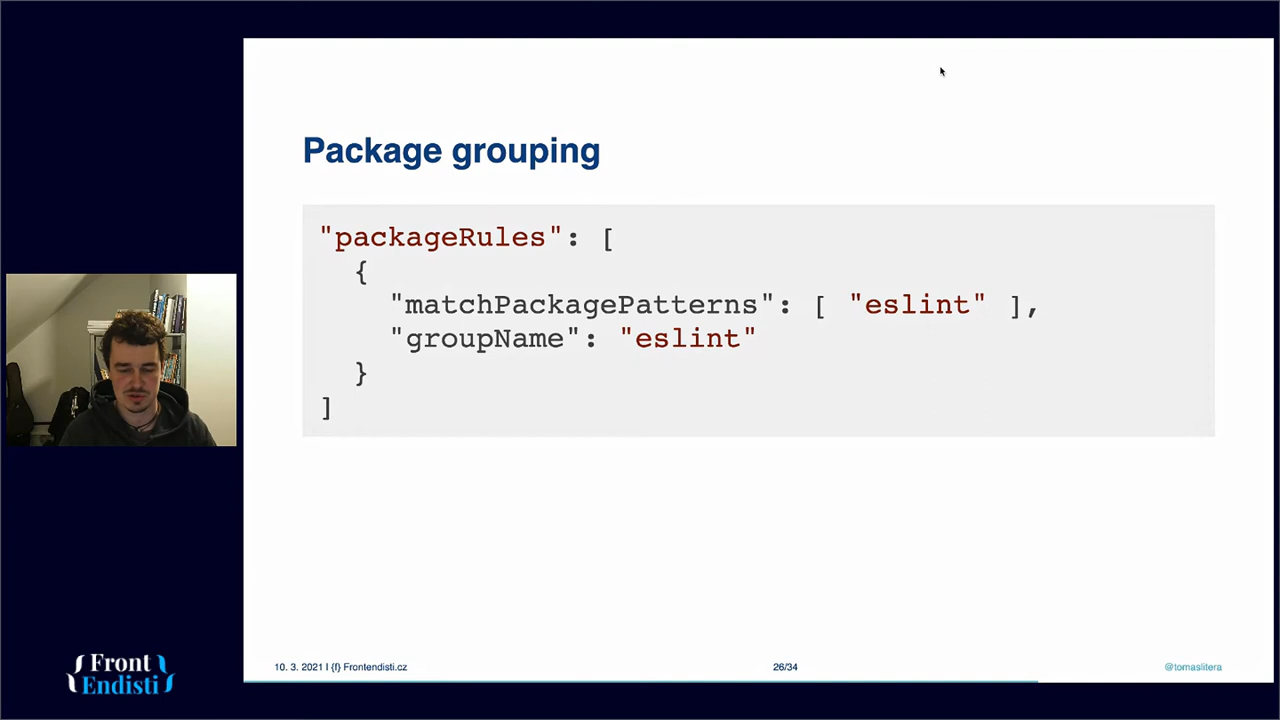 Package grouping
"packageRules": [
{
"matchPackagePatterns": [ "eslint" ],
"groupName": "eslint"
}
]
10. 3. 2021 | {f} Frontendisti.cz
26/34
@tomaslitera
{Front
Endisti}